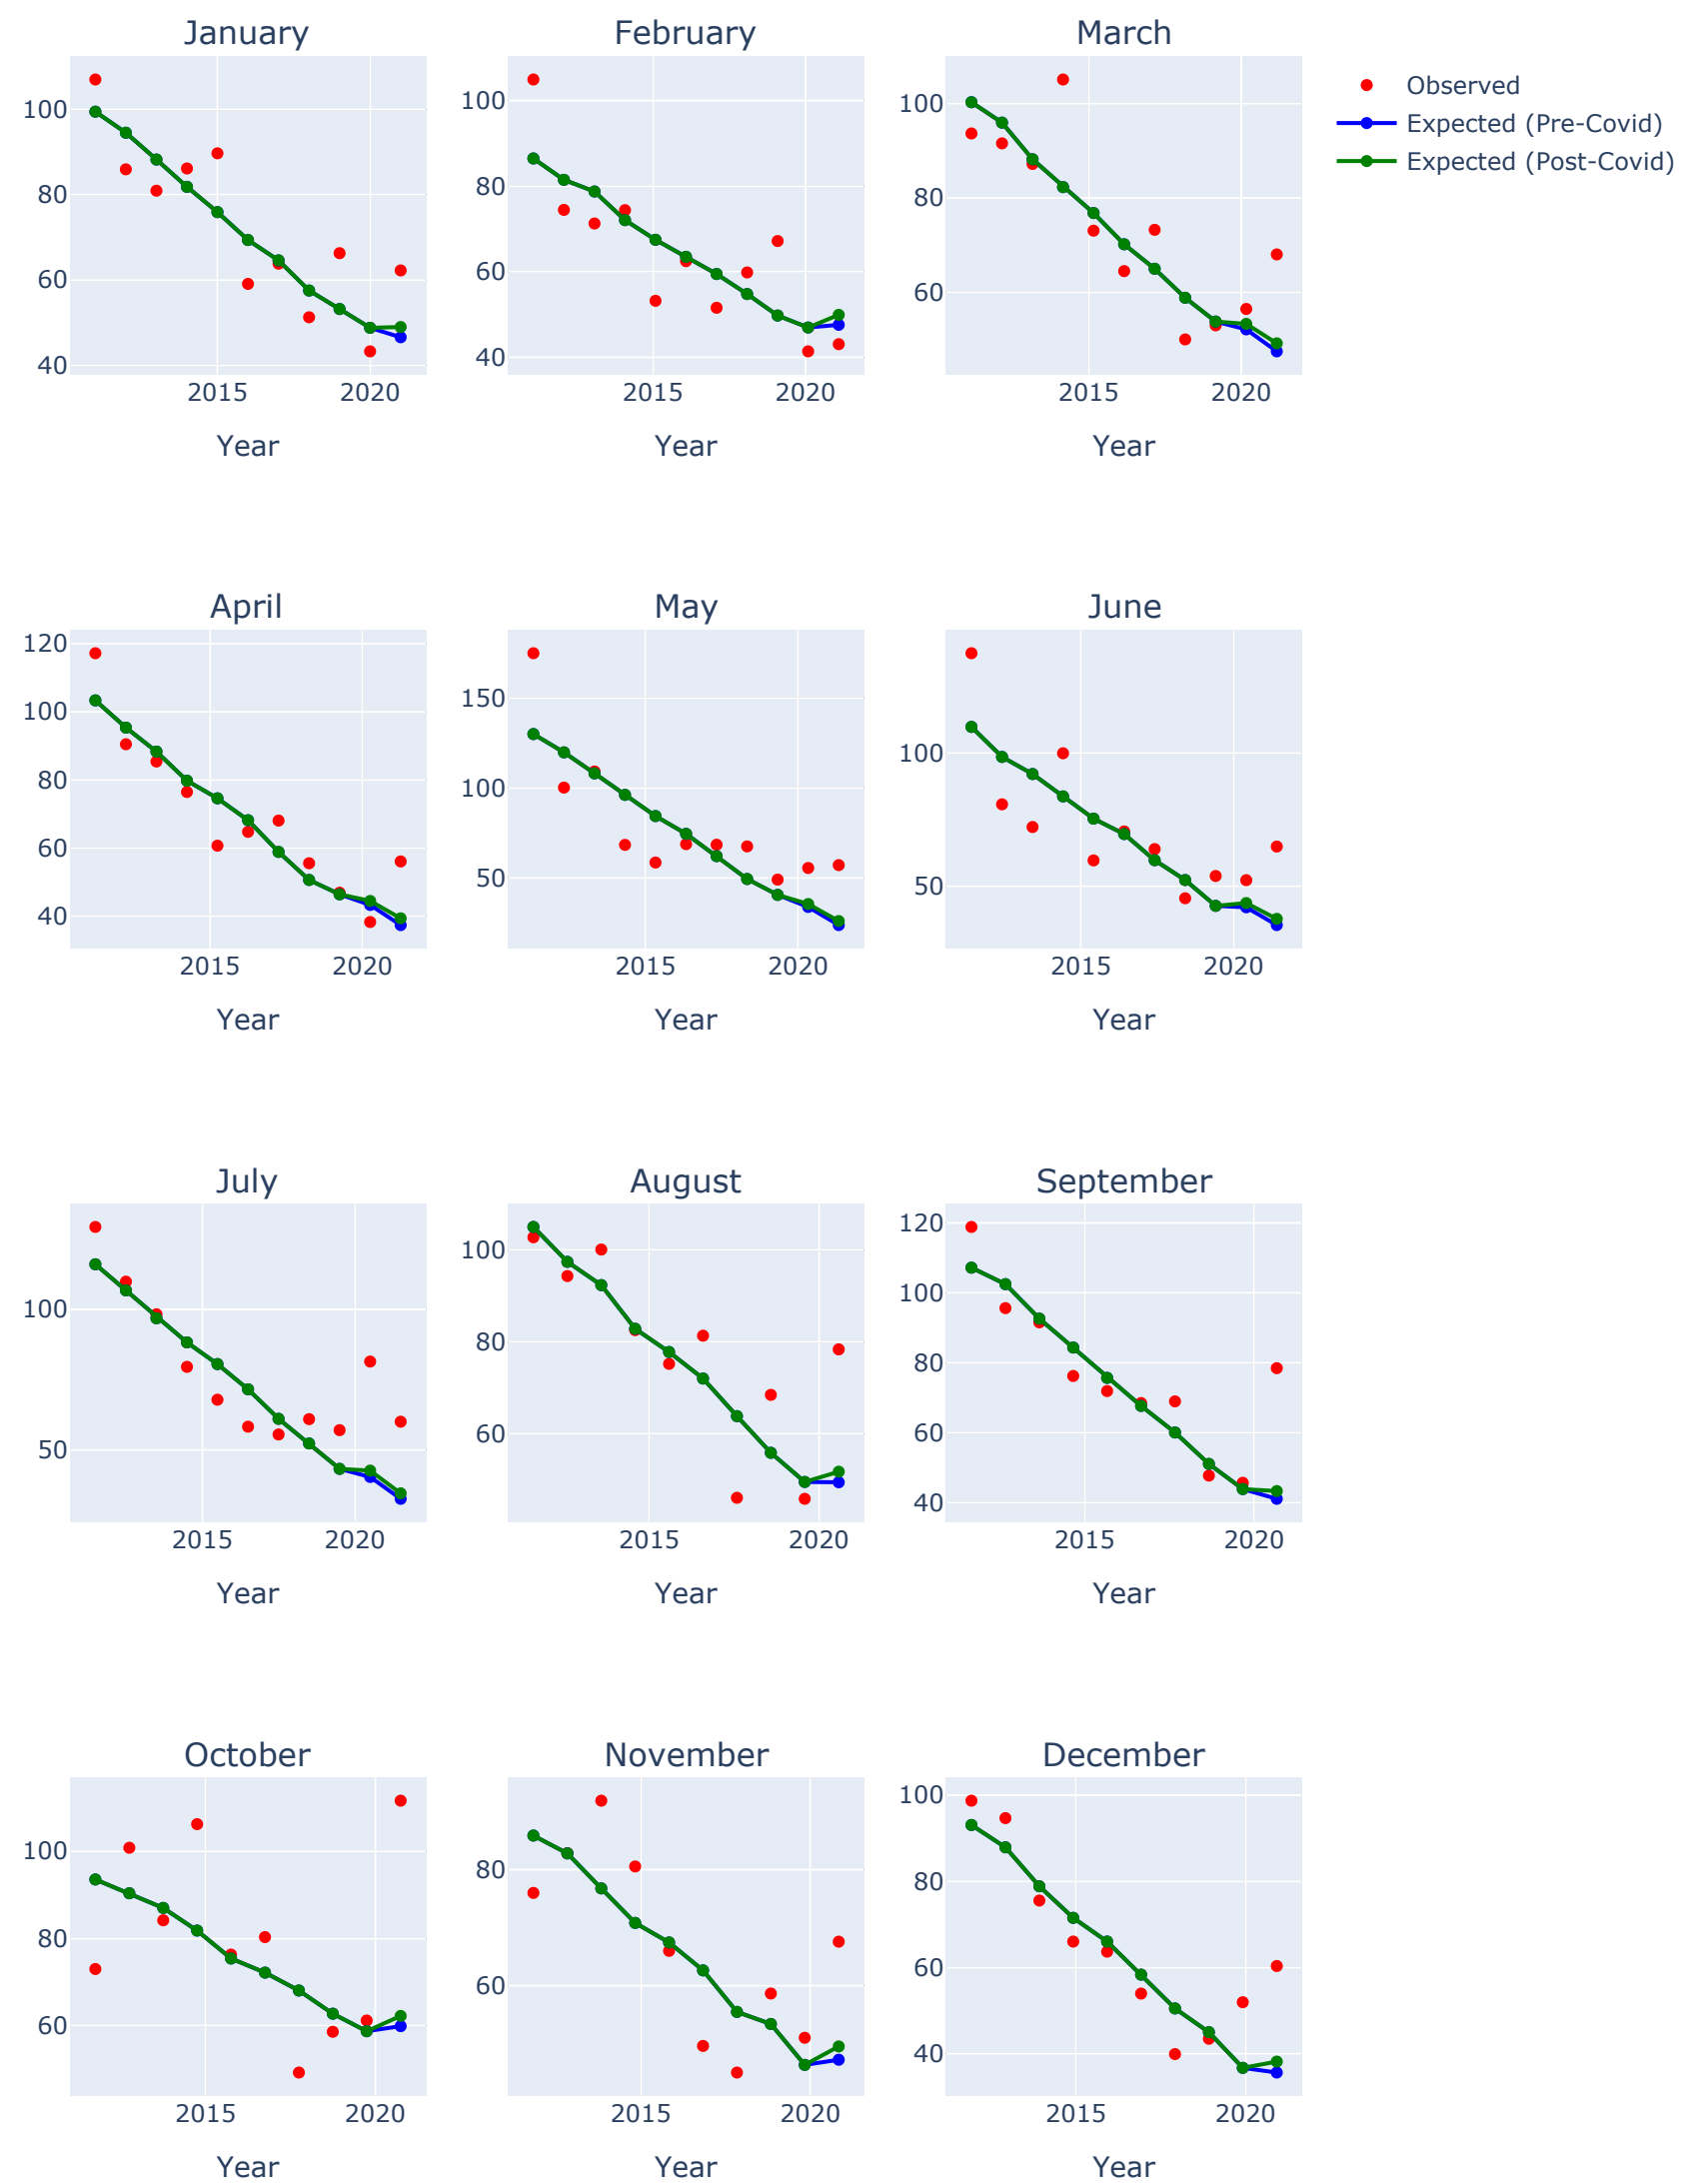 January
February
March
100
80
60
40
2015
2020
Year
100
80
60
40
2015
2020
Year
100
80
60
2015
2020
Year
Observed
Expected (Pre-Covid)
Expected (Post-Covid)
April
May
June
120
100
80
60
40
2015
2020
Year
150
100
50
2015
2020
Year
100
50
2015
2020
Year
July
August
September
100
50
2015
2020
Year
100
80
60
2015
2020
Year
120
100
80
60
40
2015
2020
Year
October
November
December
100
80
60
2015
2020
Year
80
60
2015
2020
Year
100
80
60
40
2015
2020
Year